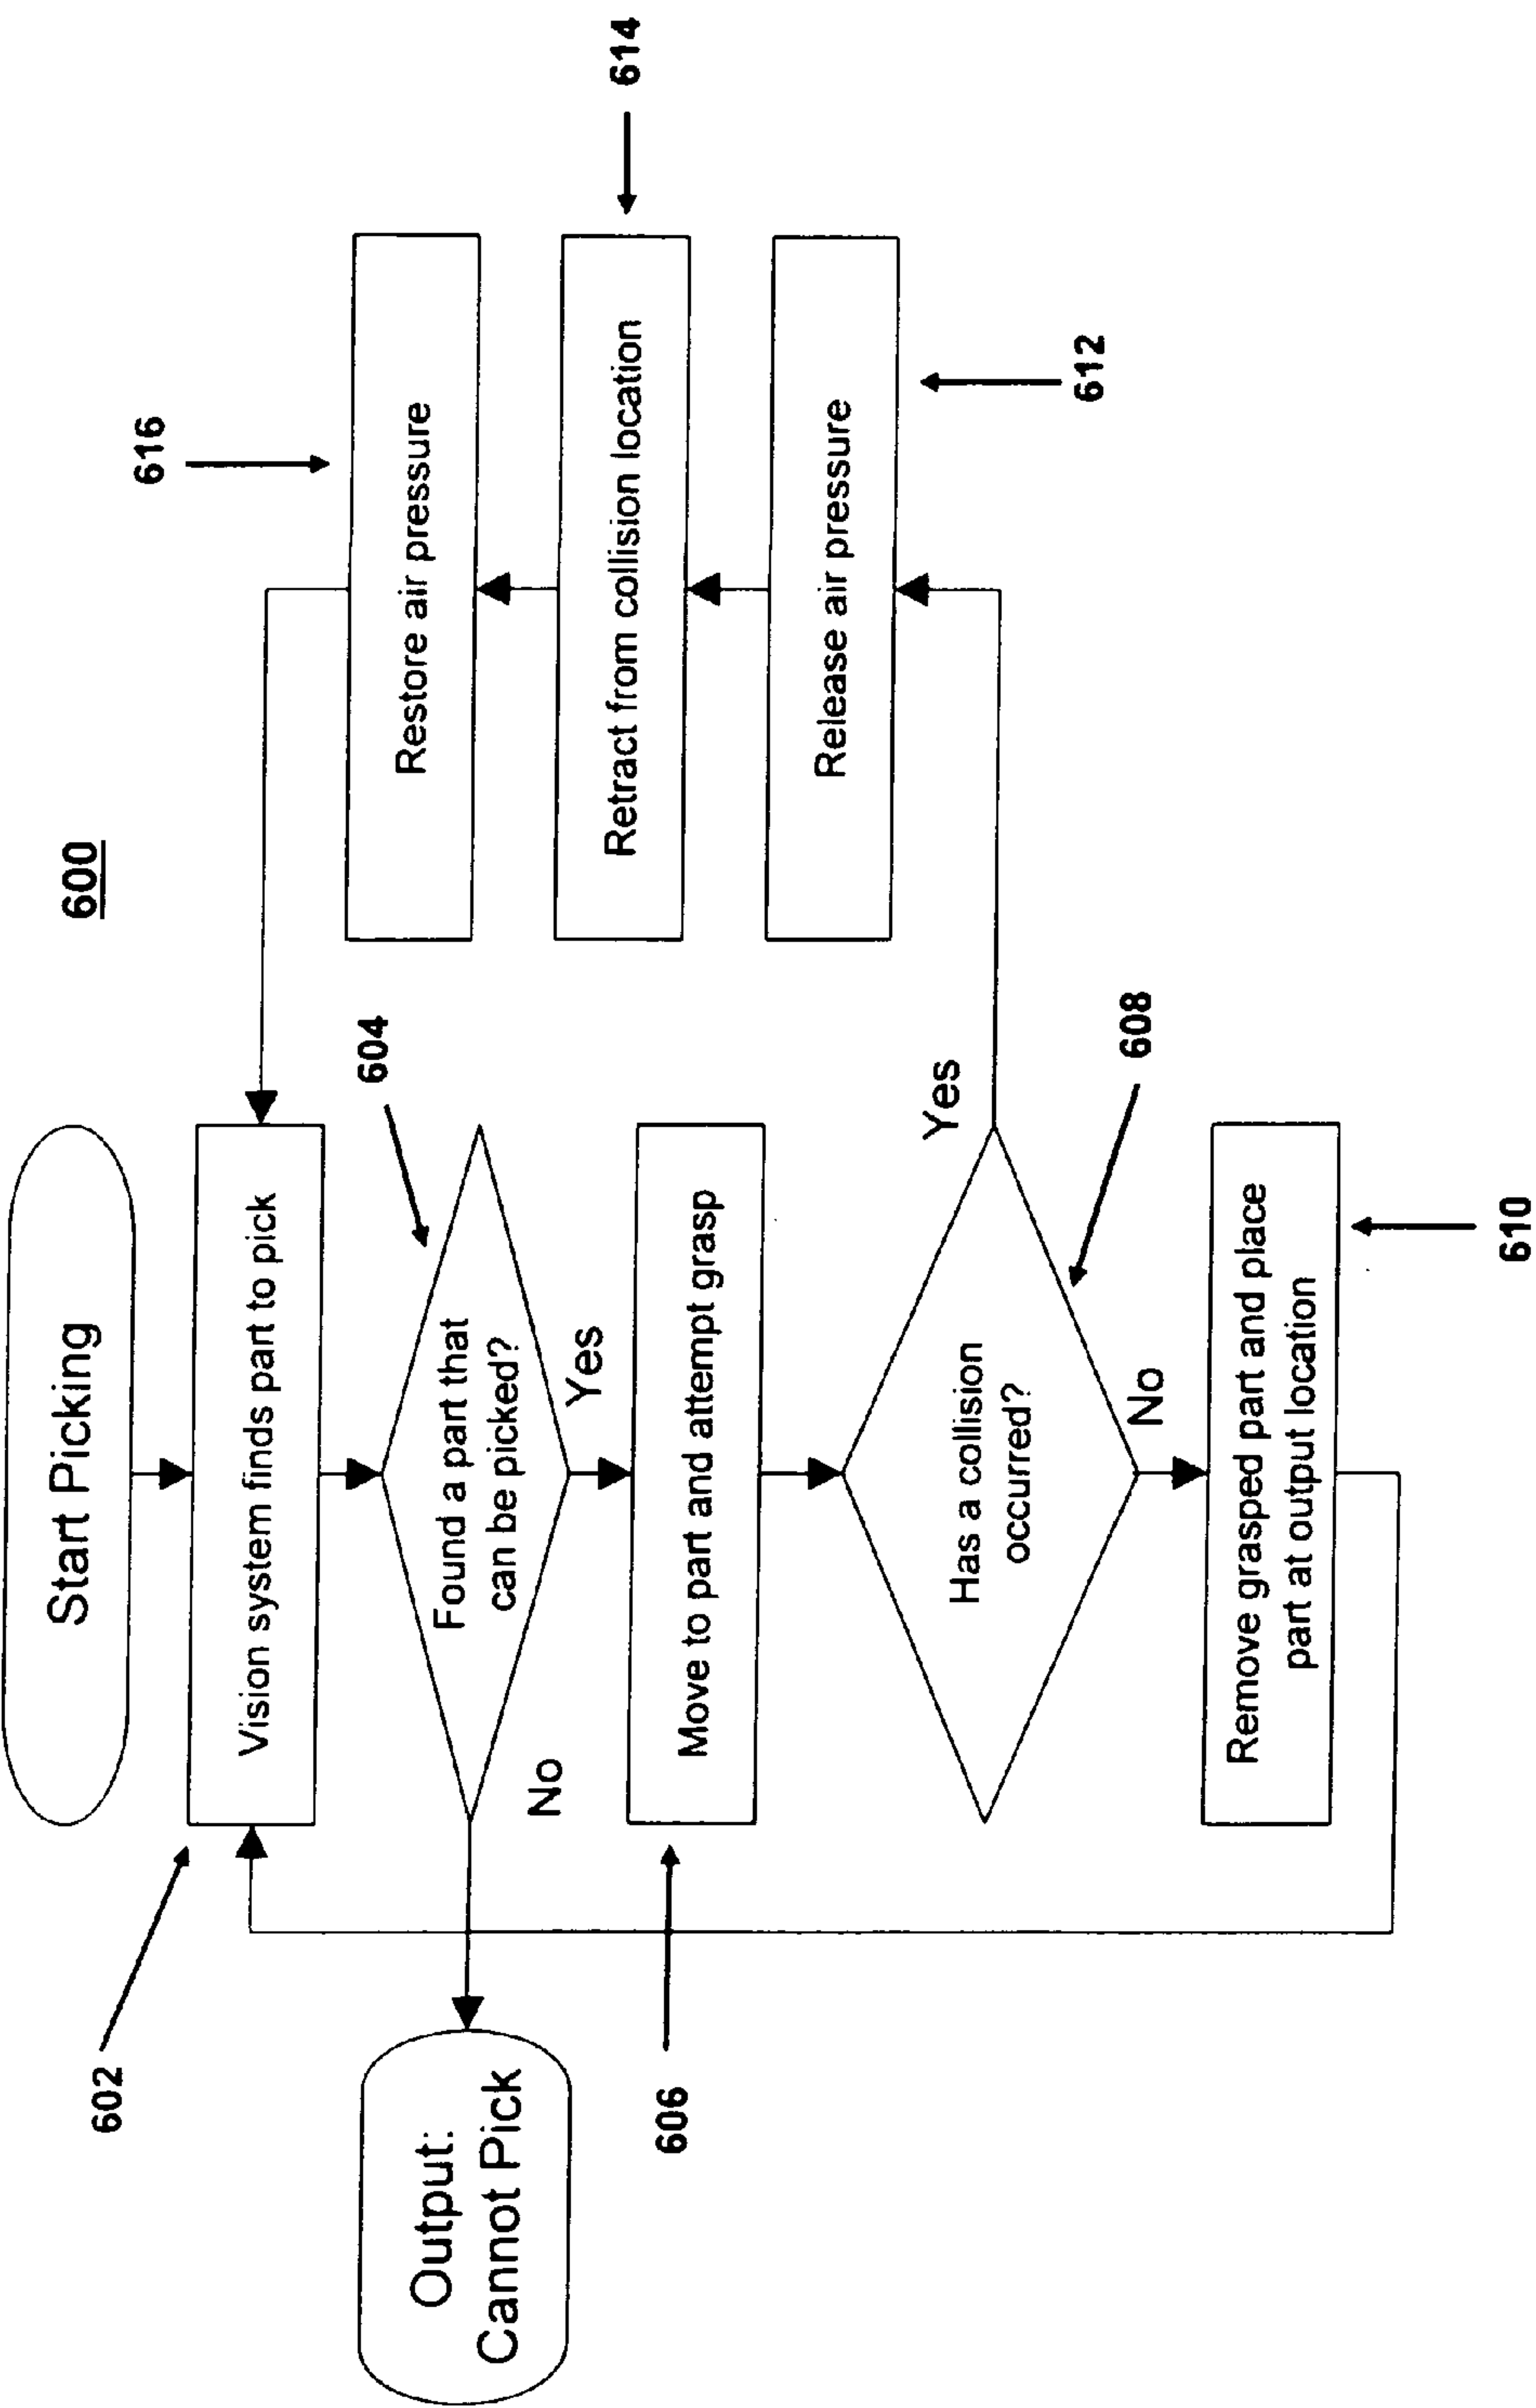 600
Start Picking
602
Vision system finds part to pick
604
Found a part that
can be picked?
No
Yes
Output:
Cannot Pick
606
Move to part and attempt grasp
Has a collision
occurred?
608
Yes
No
Remove grasped part and place
part at output location
610
616
Restore air pressure
Retract from collision location
614
Release air pressure
612